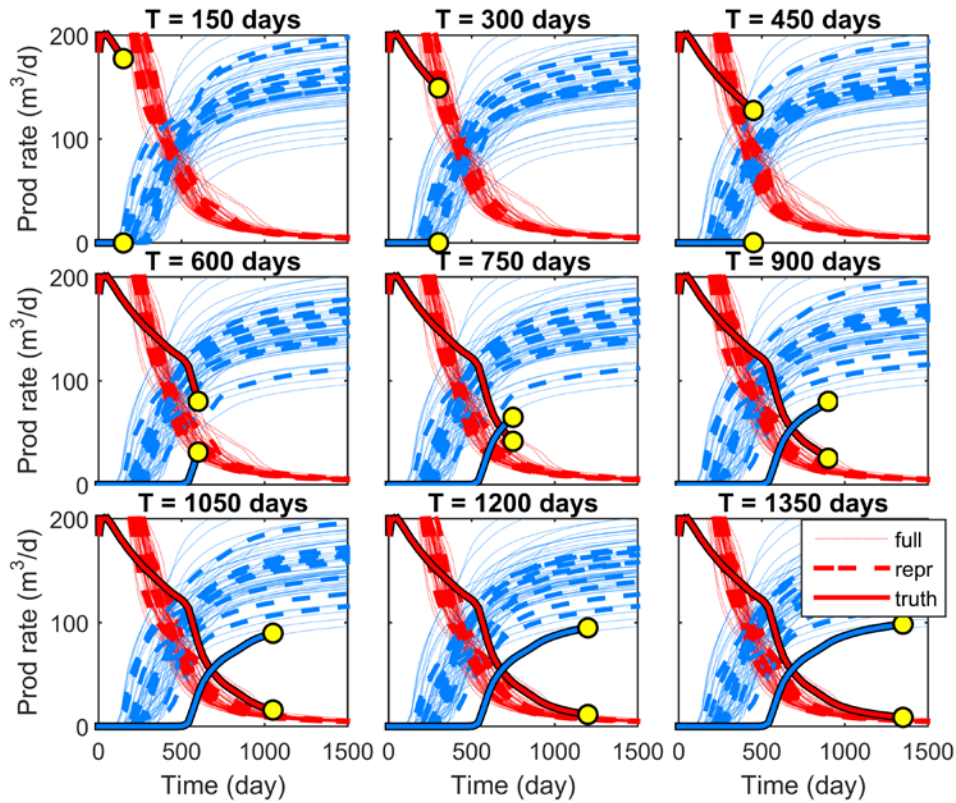 T = 150 days
T = 300 days
T = 450 days
Prod rate (m³/d)
200
100
0
T = 600 days
T = 750 days
T = 900 days
Prod rate (m³/d)
200
100
0
T = 1050 days
T = 1200 days
T = 1350 days
Prod rate (m³/d)
200
100
0
full
repr
truth
0 500 1000 1500
0 500 1000 1500
0 500 1000 1500
Time (day)
Time (day)
Time (day)